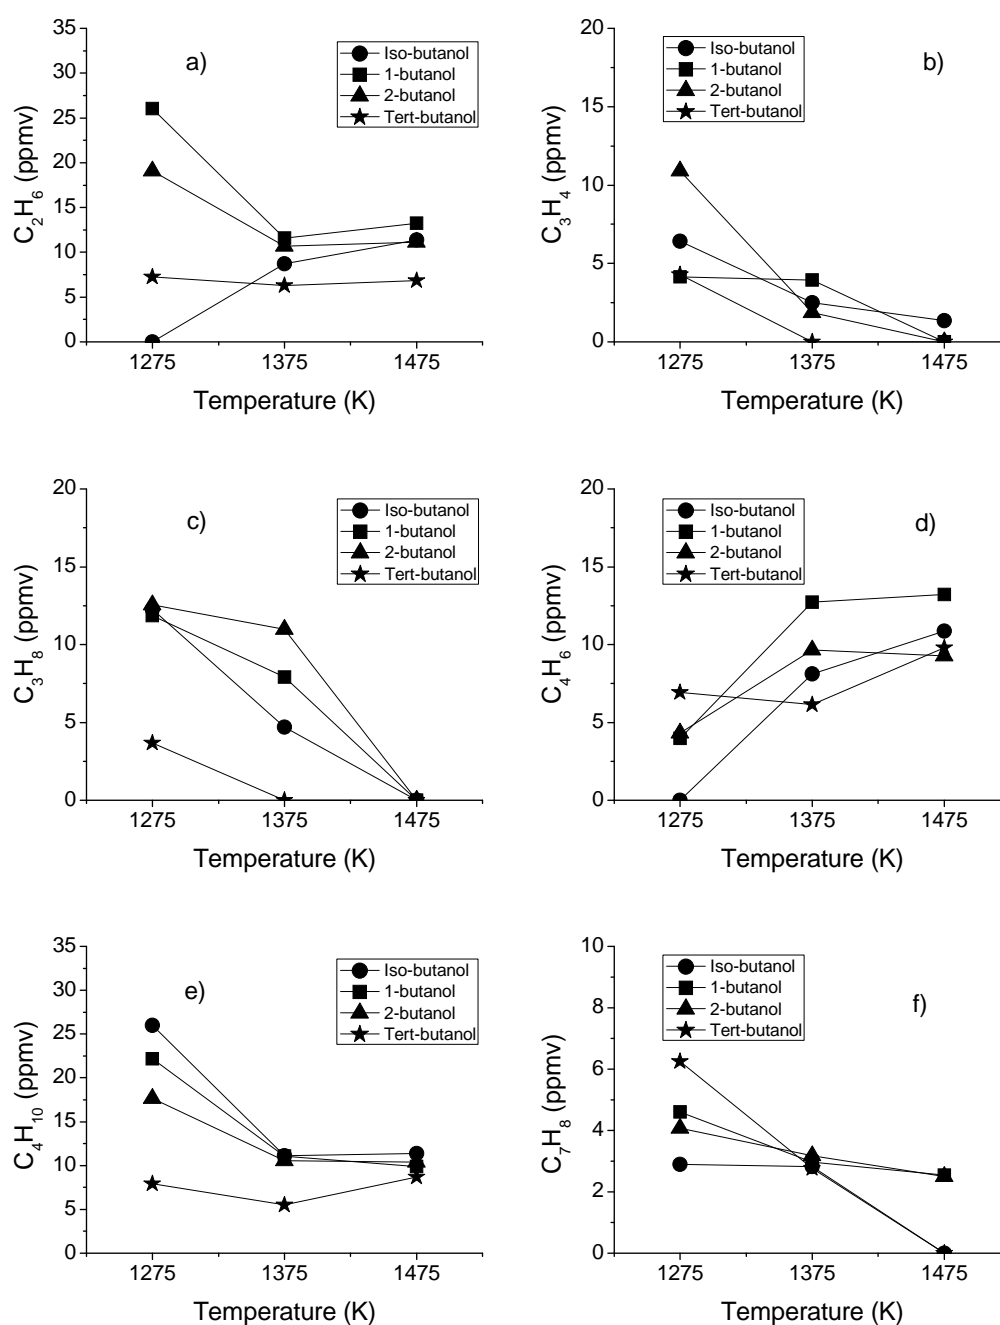 a)
35
30
25
20
15
10
5
0
C2H6 (ppmv)
Iso-butanol
1-butanol
2-butanol
Tert-butanol
1275 1375 1475
Temperature (K)
b)
20
15
10
5
0
C3H4 (ppmv)
Iso-butanol
1-butanol
2-butanol
Tert-butanol
1275 1375 1475
Temperature (K)
c)
20
15
10
5
0
C3H8 (ppmv)
Iso-butanol
1-butanol
2-butanol
Tert-butanol
1275 1375 1475
Temperature (K)
d)
20
15
10
5
0
C4H6 (ppmv)
Iso-butanol
1-butanol
2-butanol
Tert-butanol
1275 1375 1475
Temperature (K)
e)
35
30
25
20
15
10
5
0
C4H10 (ppmv)
Iso-butanol
1-butanol
2-butanol
Tert-butanol
1275 1375 1475
Temperature (K)
f)
10
8
6
4
2
0
C7H8 (ppmv)
Iso-butanol
1-butanol
2-butanol
Tert-butanol
1275 1375 1475
Temperature (K)